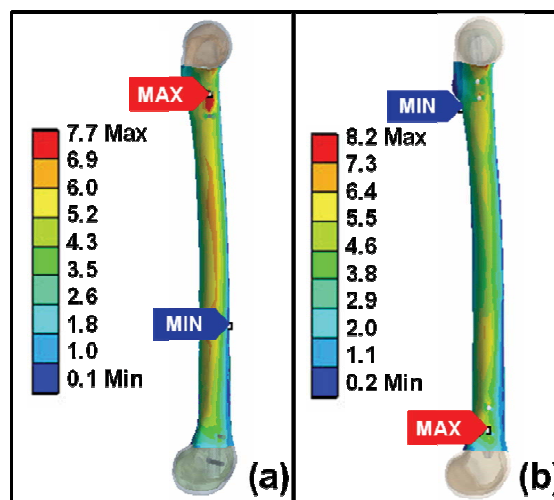 MAX
7.7 Max
6.9
6.0
5.2
4.3
3.5
2.6
1.8
1.0
0.1 Min
MIN
(a)
MIN
8.2 Max
7.3
6.4
5.5
4.6
3.8
2.9
2.0
1.1
0.2 Min
MAX
(b)